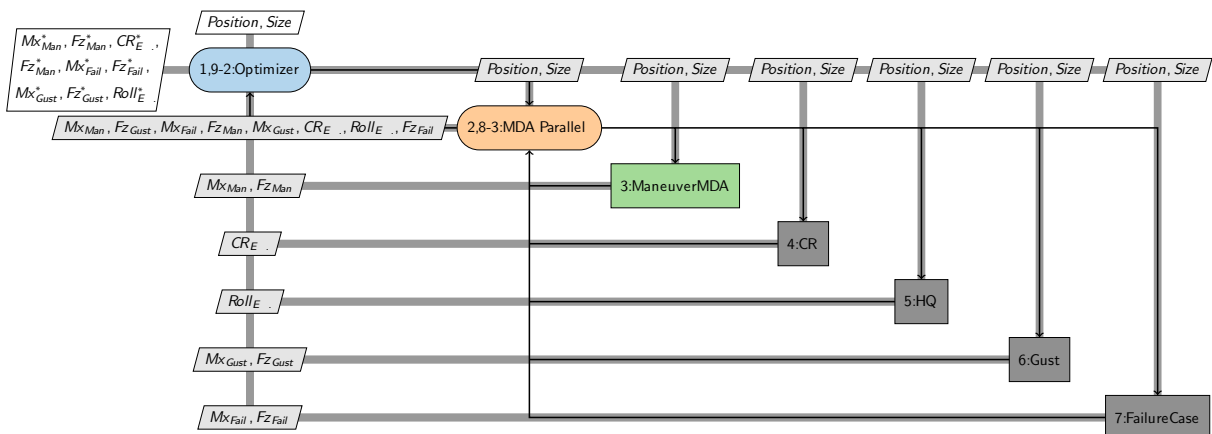 Position, Size
Mx*Man, Fz*Man, CR*E .,
Fz*Man, Mx*Fail, Fz*Fail,
Mx*Gust, Fz*Gust, Roll*E .
1,9-2:Optimizer
Position, Size
Position, Size
Position, Size
Position, Size
Position, Size
Position, Size
MxMan, FzGust, MxFail, FzMan, MxGust, CRE ., RollE ., FzFail
2,8-3:MDA Parallel
MxMan, FzMan
3:ManeuverMDA
CRE .
4:CR
RollE .
5:HQ
MxGust, FzGust
6:Gust
MxFail, FzFail
7:FailureCase